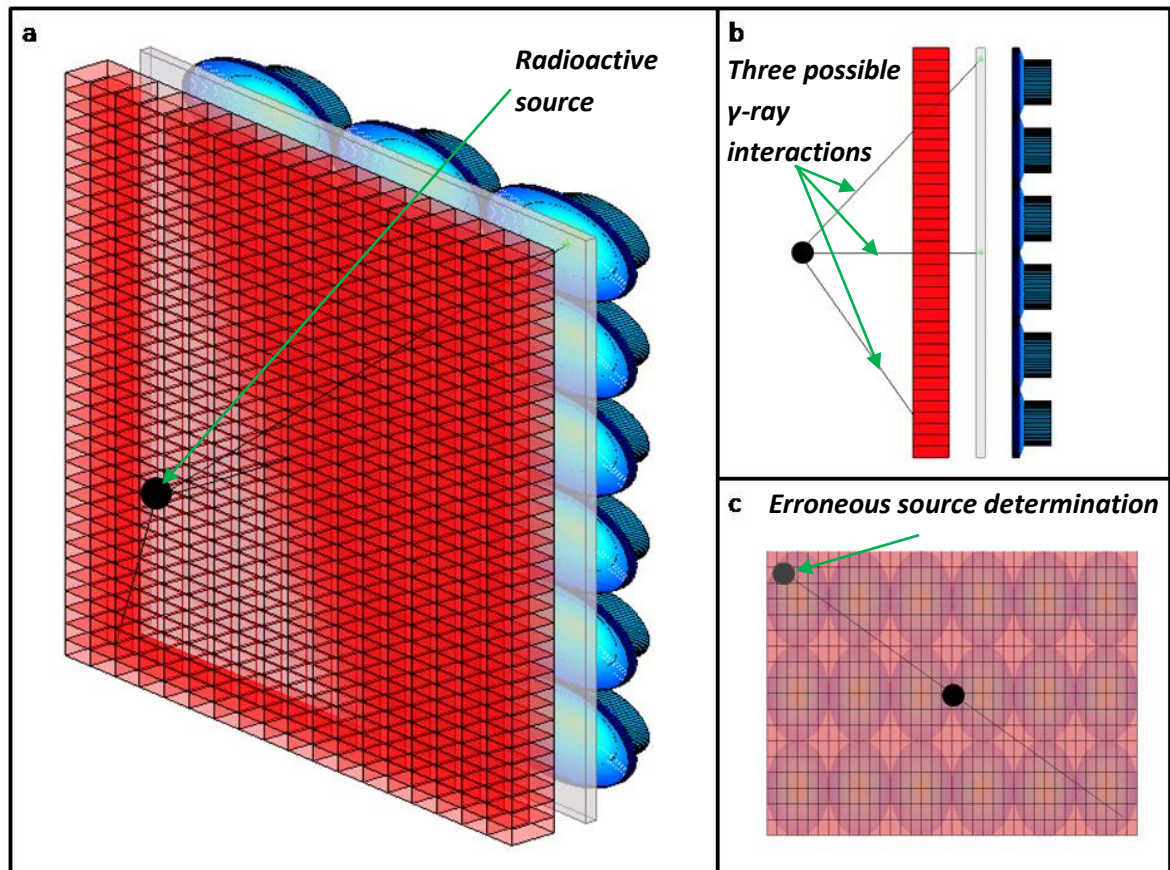 a
Radioactive
source
b
Three possible
γ-ray
interactions
c Erroneous source determination